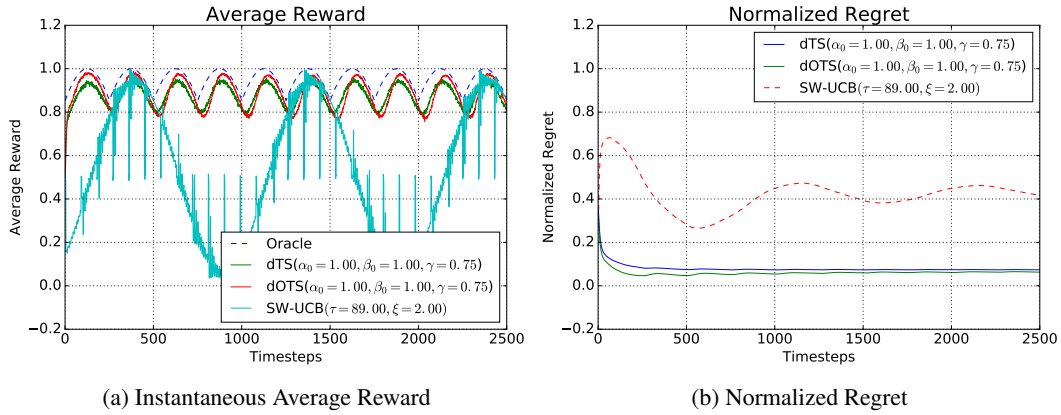 Average Reward
1.2
1.0
0.8
0.6
0.4
0.2
0.0
−0.2
Average Reward
Oracle
dTS(α₀ = 1.00, β₀ = 1.00, γ = 0.75)
dOTS(α₀ = 1.00, β₀ = 1.00, γ = 0.75)
SW-UCB(τ = 89.00, ξ = 2.00)
0 500 1000 1500 2000 2500
Timesteps
(a) Instantaneous Average Reward
Normalized Regret
1.2
1.0
0.8
0.6
0.4
0.2
0.0
−0.2
Normalized Regret
dTS(α₀ = 1.00, β₀ = 1.00, γ = 0.75)
dOTS(α₀ = 1.00, β₀ = 1.00, γ = 0.75)
SW-UCB(τ = 89.00, ξ = 2.00)
0 500 1000 1500 2000 2500
Timesteps
(b) Normalized Regret